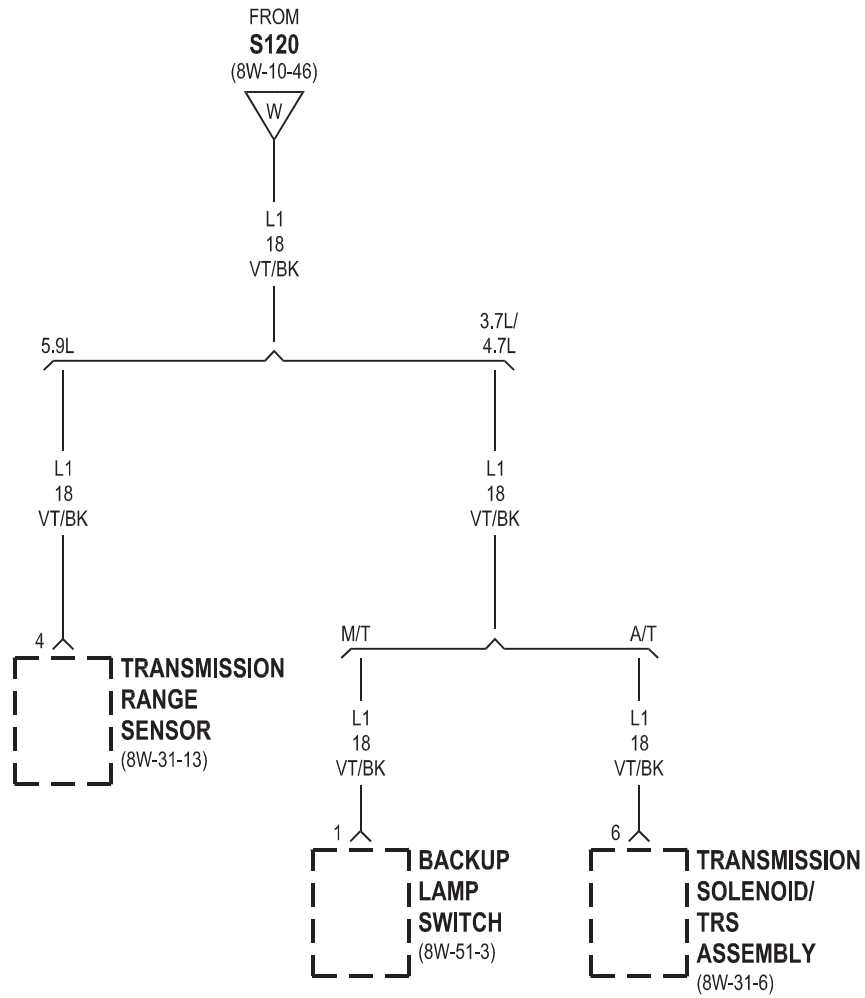 FROM
S120
(8W-10-46)
W
L1
18
VT/BK
5.9L
3.7L/
4.7L
L1
18
VT/BK
L1
18
VT/BK
4
TRANSMISSION
RANGE
SENSOR
(8W-31-13)
M/T
A/T
L1
18
VT/BK
L1
18
VT/BK
1
BACKUP
LAMP
SWITCH
(8W-51-3)
6
TRANSMISSION
SOLENOID/
TRS
ASSEMBLY
(8W-31-6)